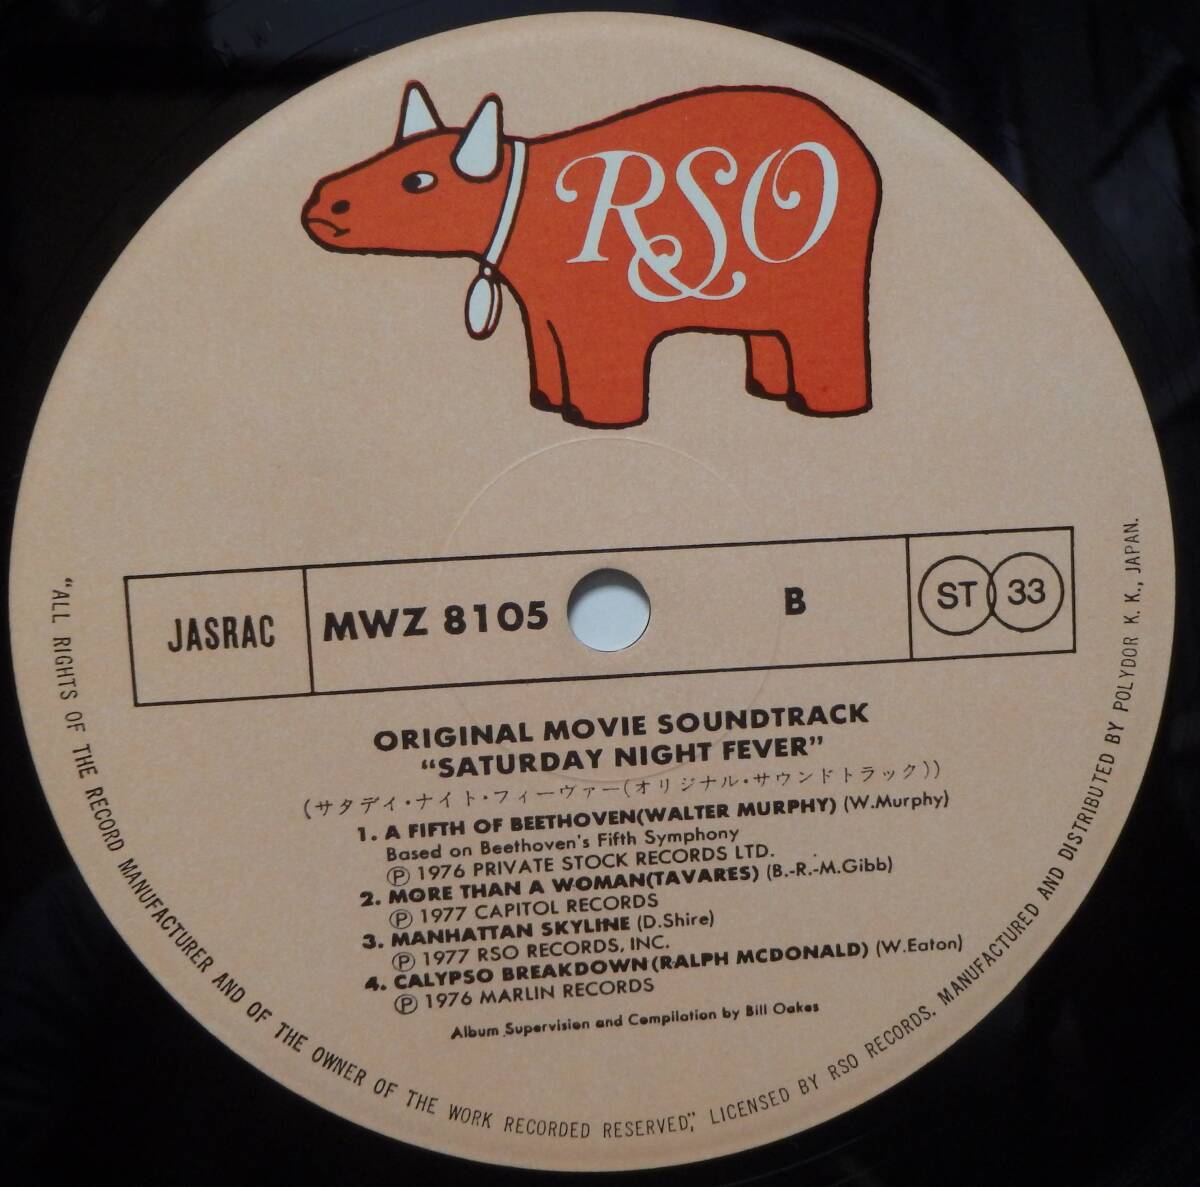 RSO
JASRAC
MWZ 8105
B
ST 33
ORIGINAL MOVIE SOUNDTRACK
“SATURDAY NIGHT FEVER”
(サタデイ・ナイト・フィーヴァー(オリジナル・サウンドトラック))
1. A FIFTH OF BEETHOVEN(WALTER MURPHY) (W.Murphy)
Based on Beethoven's Fifth Symphony
Ⓟ 1976 PRIVATE STOCK RECORDS LTD.
2. MORE THAN A WOMAN(TAVARES) (B.-R.-M.Gibb)
Ⓟ 1977 CAPITOL RECORDS
3. MANHATTAN SKYLINE (D.Shire)
Ⓟ 1977 RSO RECORDS, INC.
4. CALYPSO BREAKDOWN(RALPH MCDONALD) (W.Eaton)
Ⓟ 1976 MARLIN RECORDS
Album Supervision and Compilation by Bill Oakes
“ALL RIGHTS OF THE RECORD MANUFACTURER AND OF THE OWNER OF THE WORK RECORDED RESERVED,” LICENSED BY RSO RECORDS. MANUFACTURED AND DISTRIBUTED BY POLYDOR K. K., JAPAN.